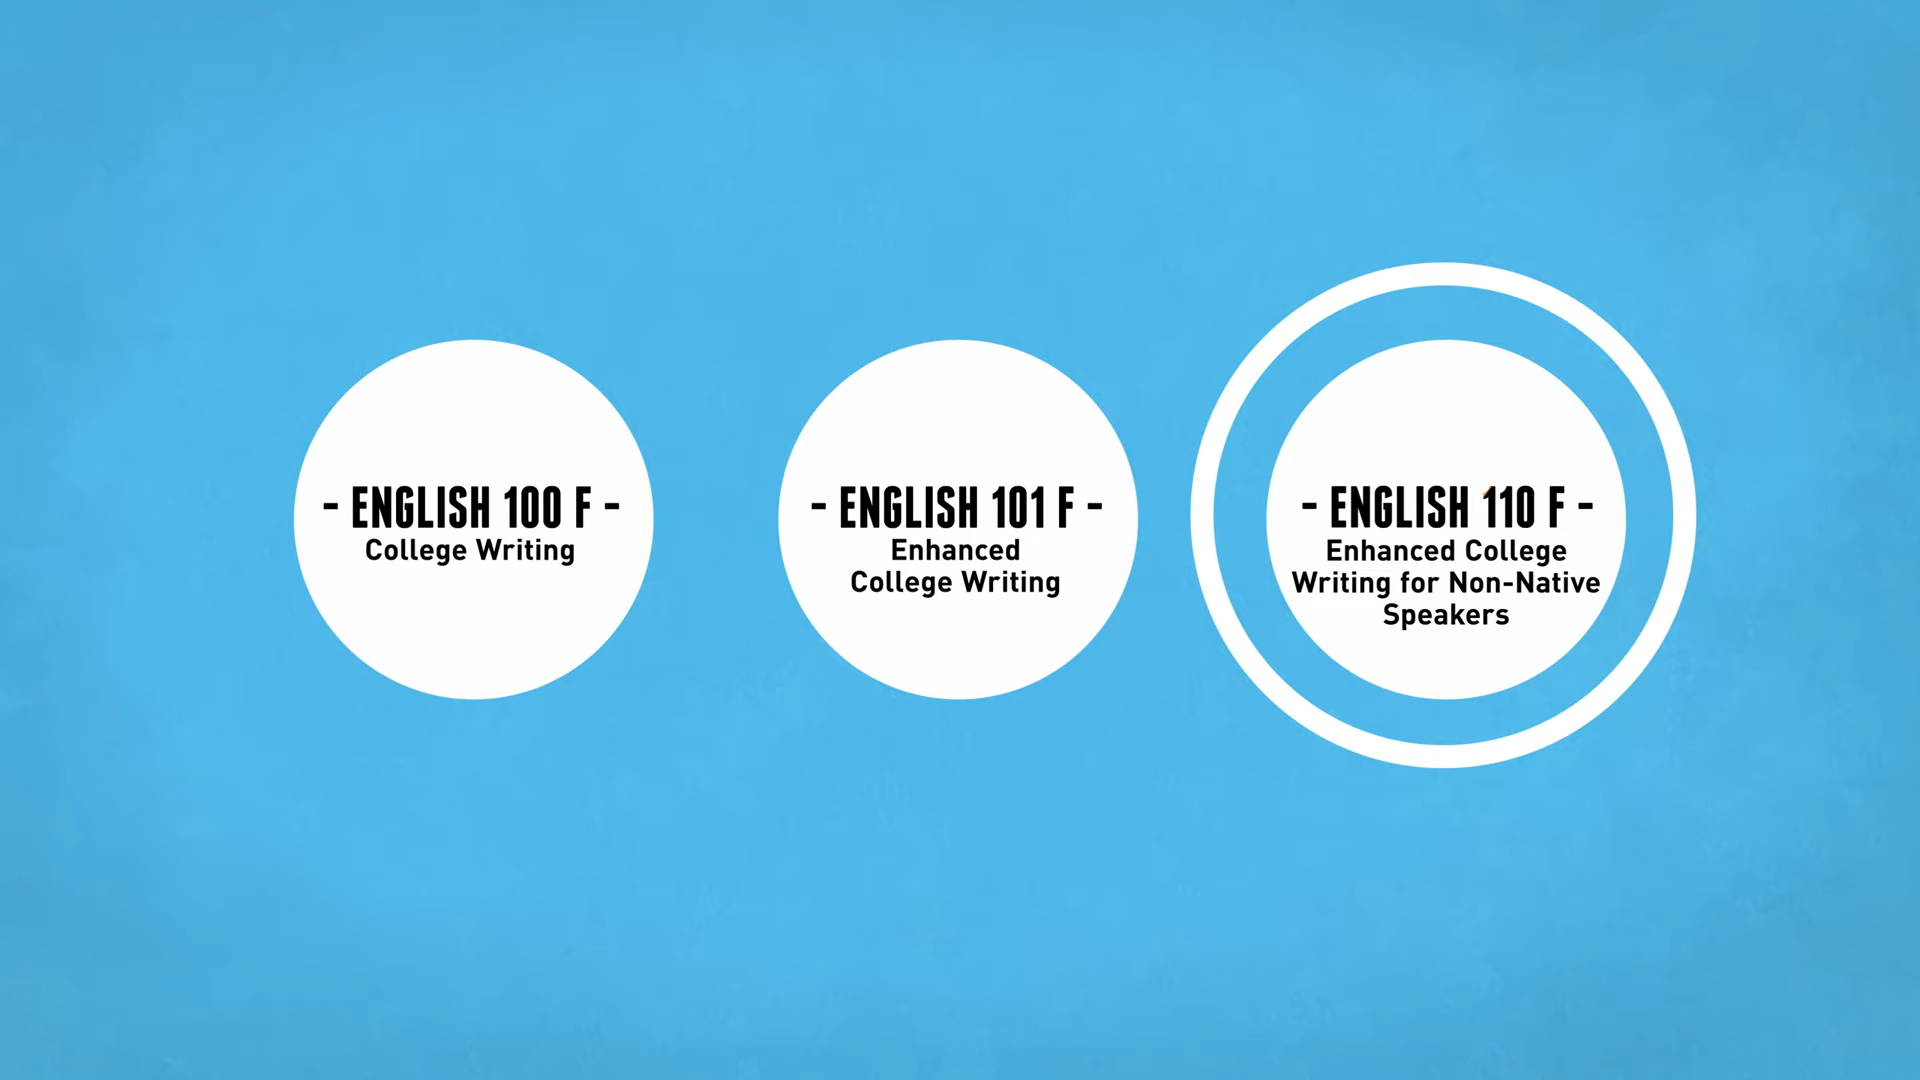 - ENGLISH 100 F -
College Writing
- ENGLISH 101 F -
Enhanced
College Writing
- ENGLISH 110 F -
Enhanced College
Writing for Non-Native
Speakers